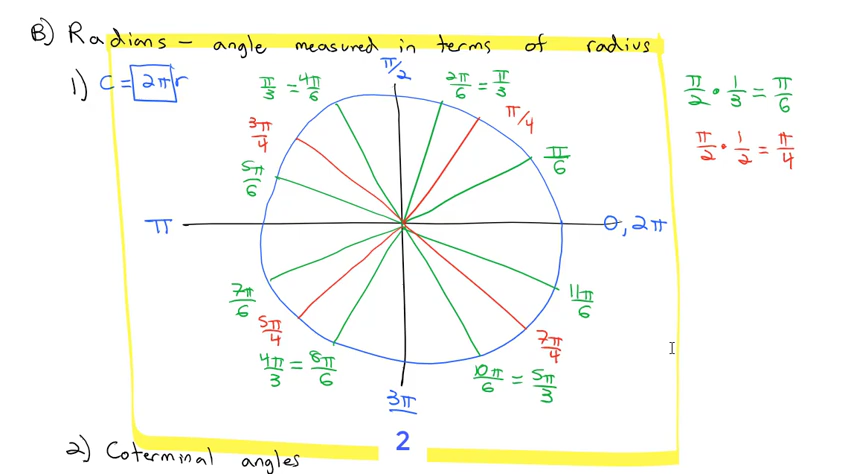 B) Radians – angle measured in terms of radius
1) C = 2πr
π/2
π/3 = 4π/6
2π/6 = π/3
π/2 · 1/3 = π/6
3π/4
π/4
π/2 · 1/2 = π/4
5π/6
π/6
π
0, 2π
7π/6
11π/6
5π/4
7π/4
4π/3 = 8π/6
10π/6 = 5π/3
3π/2
2) Coterminal angles